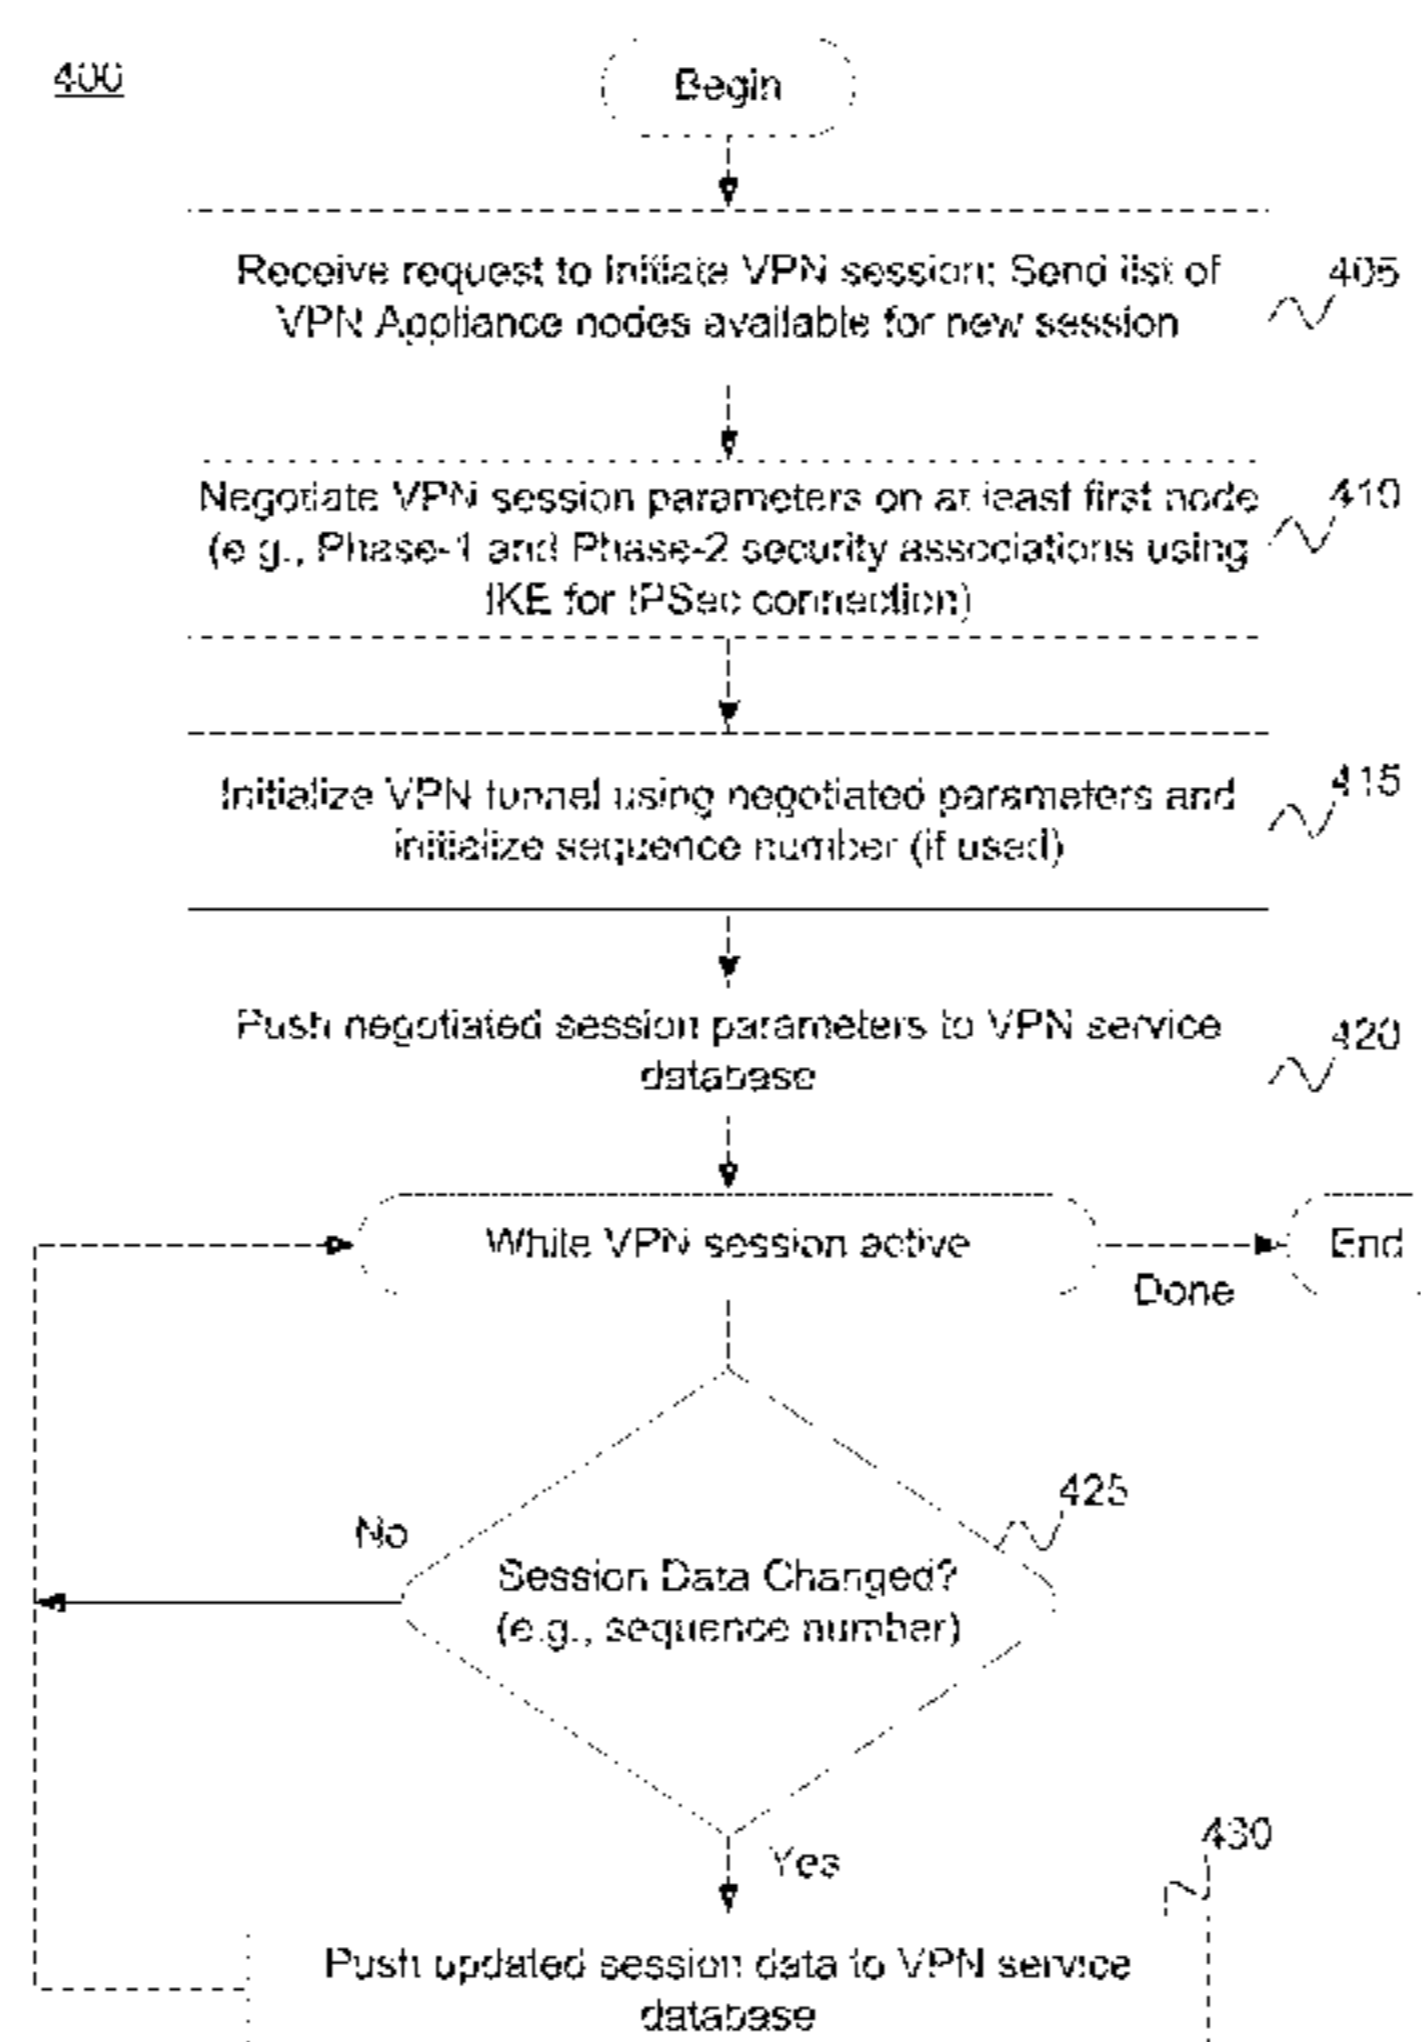 400
Begin
Receive request to Initiate VPN session; Send list of
VPN Appliance nodes available for new session
405
Negotiate VPN session parameters on at least first node
(e.g., Phase-1 and Phase-2 security associations using
IKE for IPSec connection)
410
Initialize VPN tunnel using negotiated parameters and
initialize sequence number (if used)
415
Push negotiated session parameters to VPN service
database
420
While VPN session active
Done
End
425
No
Session Data Changed?
(e.g., sequence number)
Yes
430
Push updated session data to VPN service
database